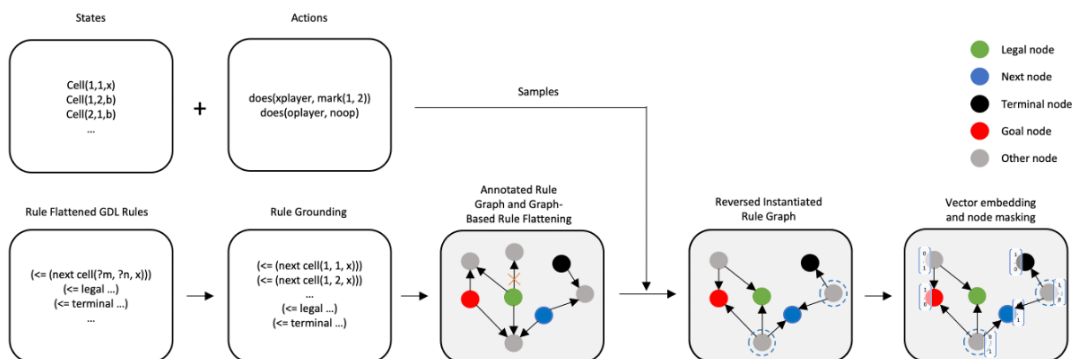 States
Actions
Cell(1,1,x)
Cell(1,2,b)
Cell(2,1,b)
...
+
does(xplayer, mark(1, 2))
does(oplayer, noop)
Samples
Legal node
Next node
Terminal node
Goal node
Other node
Rule Flattened GDL Rules
(<= (next cell(?m, ?n, x)))
(<= legal ...)
(<= terminal ...)
...
Rule Grounding
(<= (next cell(1, 1, x)))
(<= (next cell(1, 2, x)))
...
(<= legal ...)
(<= terminal ...)
Annotated Rule
Graph and Graph-
Based Rule Flattening
Reversed Instantiated
Rule Graph
Vector embedding
and node masking